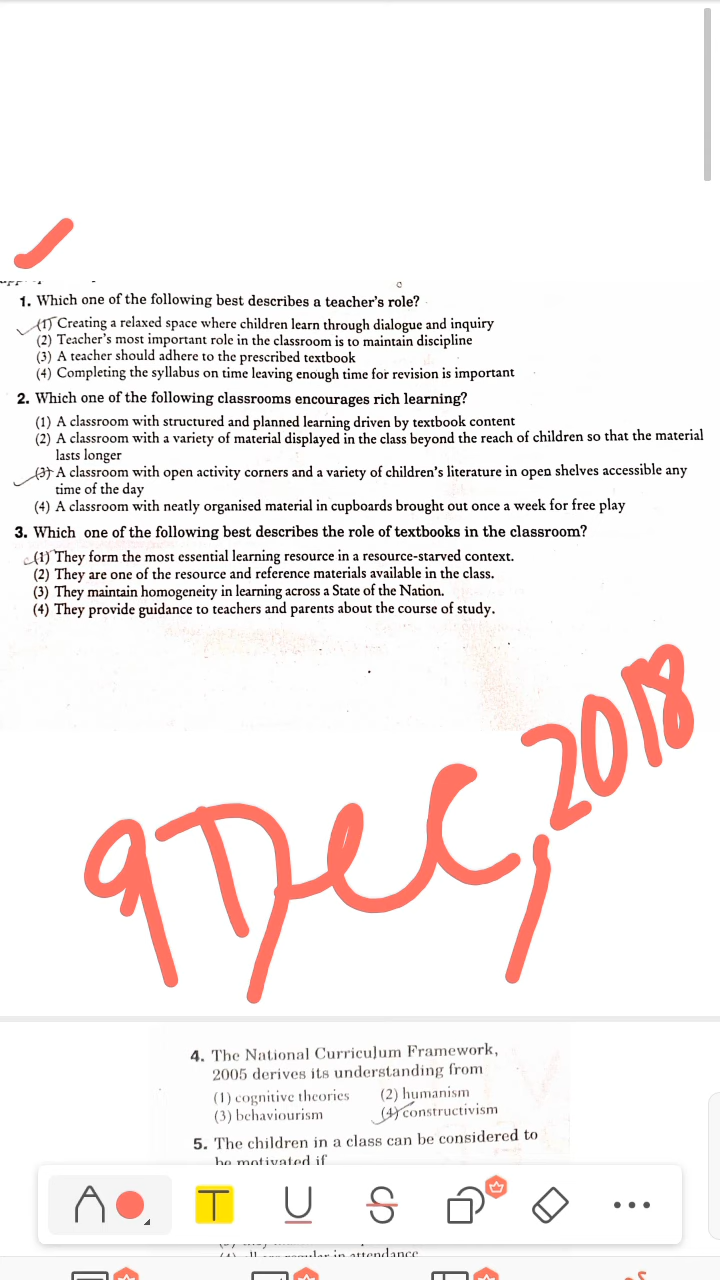 1. Which one of the following best describes a teacher's role?
(1) Creating a relaxed space where children learn through dialogue and inquiry
(2) Teacher's most important role in the classroom is to maintain discipline
(3) A teacher should adhere to the prescribed textbook
(4) Completing the syllabus on time leaving enough time for revision is important
2. Which one of the following classrooms encourages rich learning?
(1) A classroom with structured and planned learning driven by textbook content
(2) A classroom with a variety of material displayed in the class beyond the reach of children so that the material
lasts longer
(3) A classroom with open activity corners and a variety of children's literature in open shelves accessible any
time of the day
(4) A classroom with neatly organised material in cupboards brought out once a week for free play
3. Which one of the following best describes the role of textbooks in the classroom?
(1) They form the most essential learning resource in a resource-starved context.
(2) They are one of the resource and reference materials available in the class.
(3) They maintain homogeneity in learning across a State of the Nation.
(4) They provide guidance to teachers and parents about the course of study.
9 Dec, 2018
4. The National Curriculum Framework,
2005 derives its understanding from
(1) cognitive theories (2) humanism
(3) behaviourism (4) constructivism
5. The children in a class can be considered to
be motivated if
T U S
in attendance